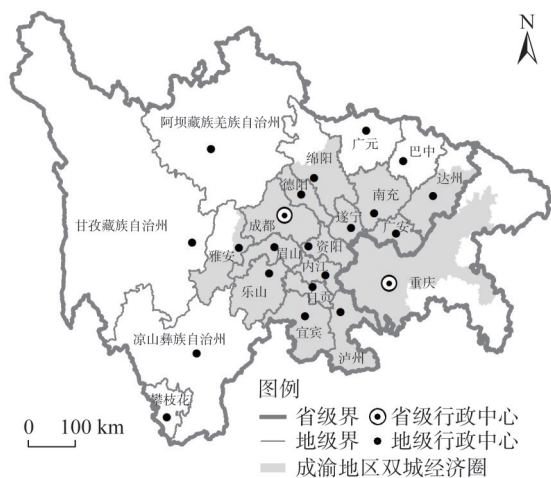 N
阿坝藏族羌族自治州
广元
巴中
绵阳
达州
德阳
南充
甘孜藏族自治州
成都
遂宁
广安
雅安
眉山
资阳
内江
重庆
乐山
自贡
宜宾
凉山彝族自治州
泸州
攀枝花
图例
省级界
省级行政中心
地级界
地级行政中心
成渝地区双城经济圈
0 100 km